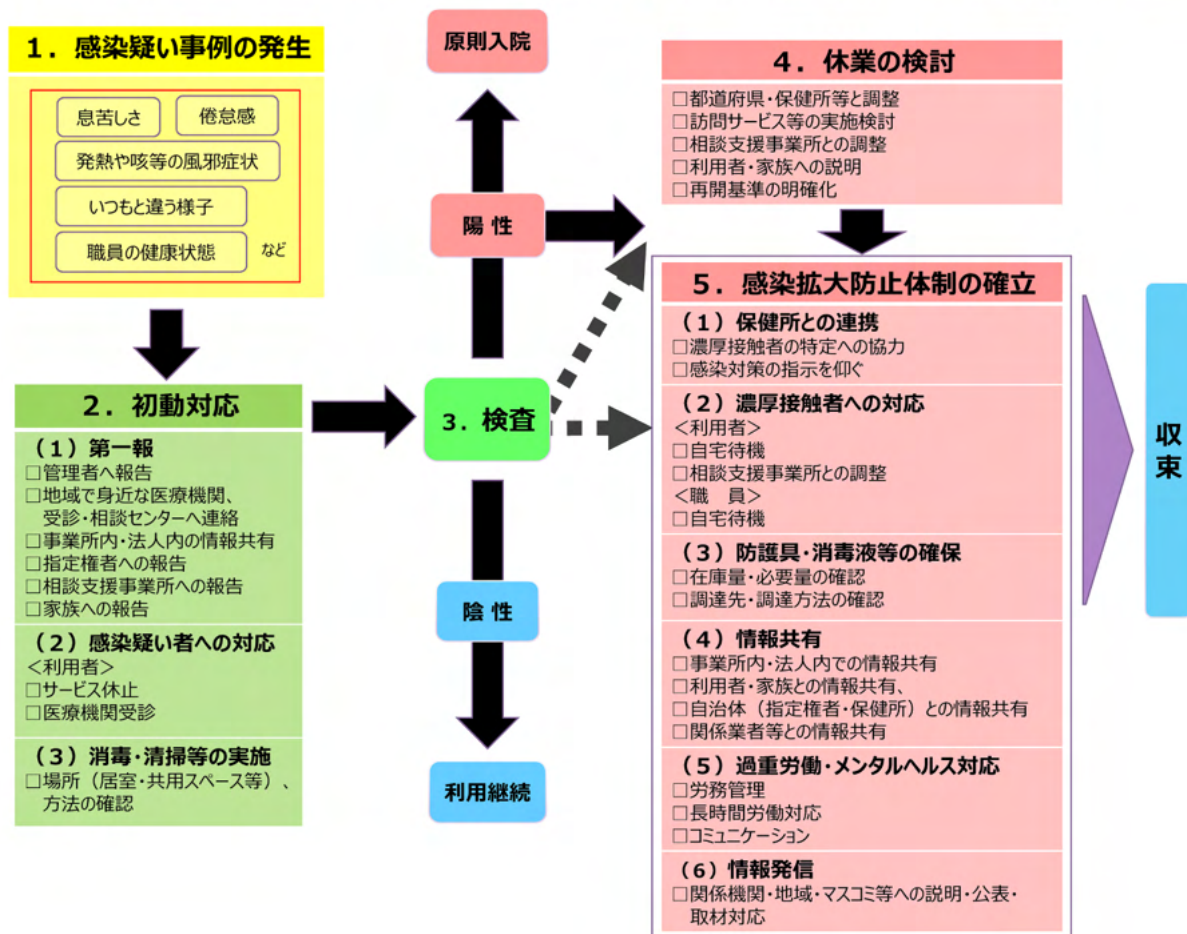 1．感染疑い事例の発生
息苦しさ
倦怠感
発熱や咳等の風邪症状
いつもと違う様子
職員の健康状態
など
2．初動対応
（1）第一報
□管理者へ報告
□地域で身近な医療機関、
受診・相談センターへ連絡
□事業所内・法人内の情報共有
□指定権者への報告
□相談支援事業所への報告
□家族への報告
（2）感染疑い者への対応
＜利用者＞
□サービス休止
□医療機関受診
（3）消毒・清掃等の実施
□場所（居室・共用スペース等）、
方法の確認
原則入院
陽 性
3．検査
陰 性
利用継続
4．休業の検討
□都道府県・保健所等と調整
□訪問サービス等の実施検討
□相談支援事業所との調整
□利用者・家族への説明
□再開基準の明確化
5．感染拡大防止体制の確立
（1）保健所との連携
□濃厚接触者の特定への協力
□感染対策の指示を仰ぐ
（2）濃厚接触者への対応
＜利用者＞
□自宅待機
□相談支援事業所との調整
＜職　員＞
□自宅待機
（3）防護具・消毒液等の確保
□在庫量・必要量の確認
□調達先・調達方法の確認
（4）情報共有
□事業所内・法人内での情報共有
□利用者・家族との情報共有、
□自治体（指定権者・保健所）との情報共有
□関係業者等との情報共有
（5）過重労働・メンタルヘルス対応
□労務管理
□長時間労働対応
□コミュニケーション
（6）情報発信
□関係機関・地域・マスコミ等への説明・公表・
取材対応
収束